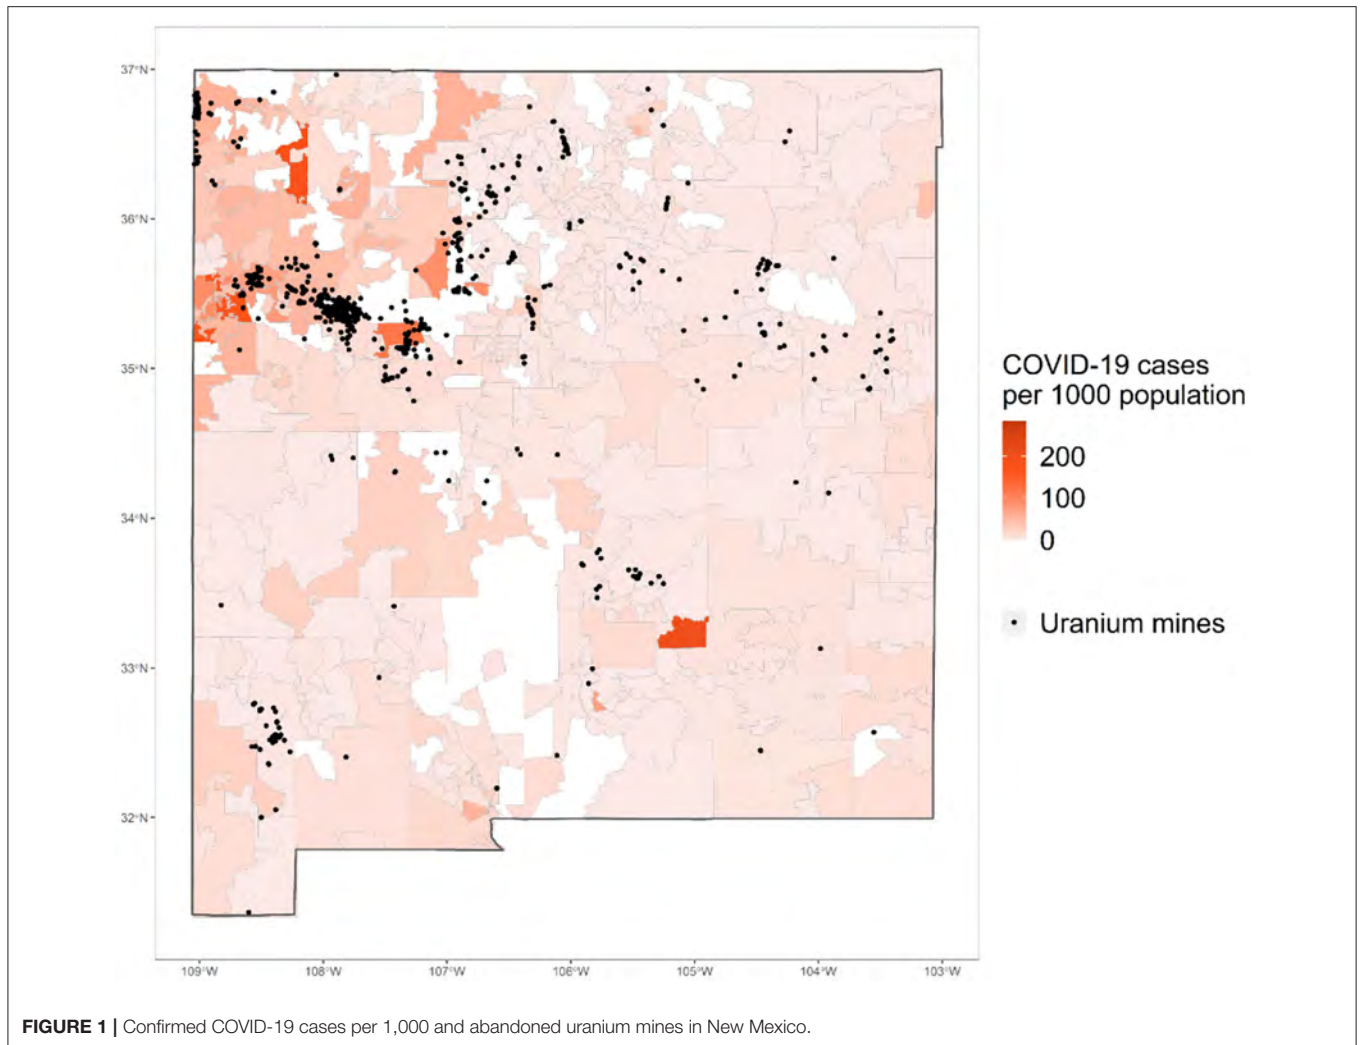 37°N
36°N
35°N
34°N
33°N
32°N
109°W
108°W
107°W
106°W
105°W
104°W
103°W
COVID-19 cases
per 1000 population
200
100
0
Uranium mines
FIGURE 1 | Confirmed COVID-19 cases per 1,000 and abandoned uranium mines in New Mexico.